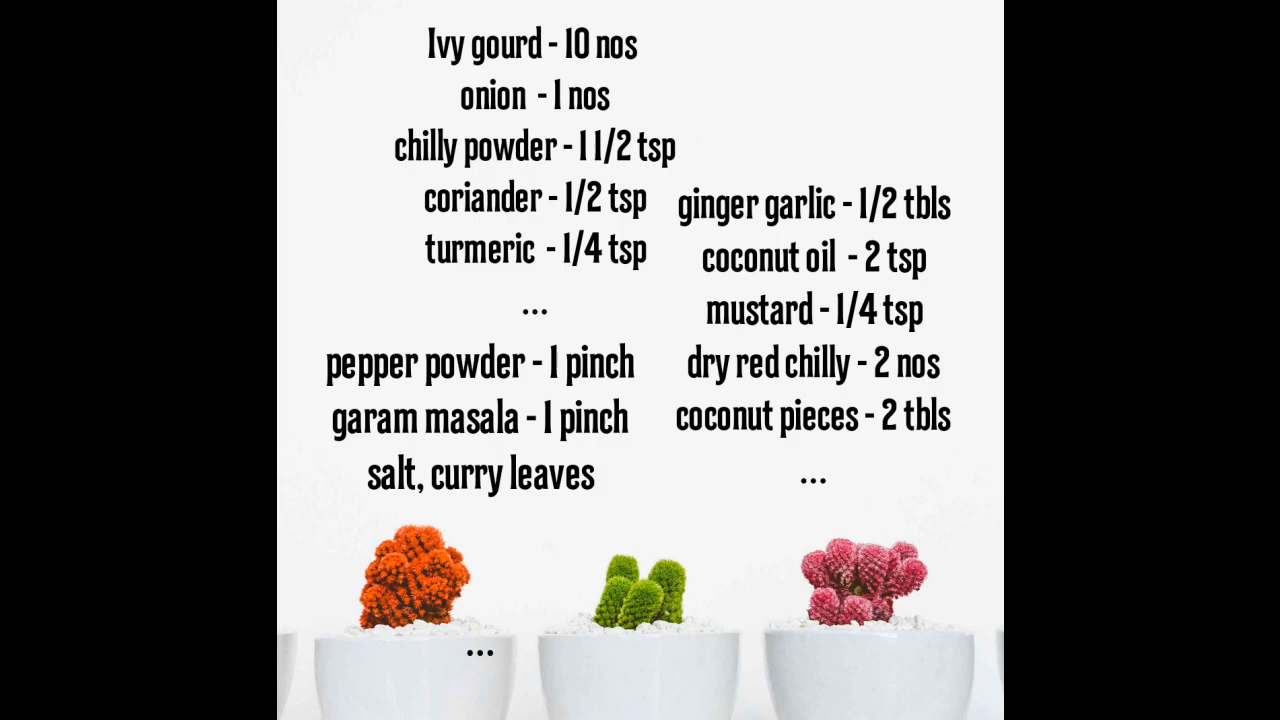 Ivy gourd - 10 nos
onion - 1 nos
chilly powder - 1 1/2 tsp
coriander - 1/2 tsp
turmeric - 1/4 tsp
...
pepper powder - 1 pinch
garam masala - 1 pinch
salt, curry leaves
...
ginger garlic - 1/2 tbls
coconut oil - 2 tsp
mustard - 1/4 tsp
dry red chilly - 2 nos
coconut pieces - 2 tbls
...